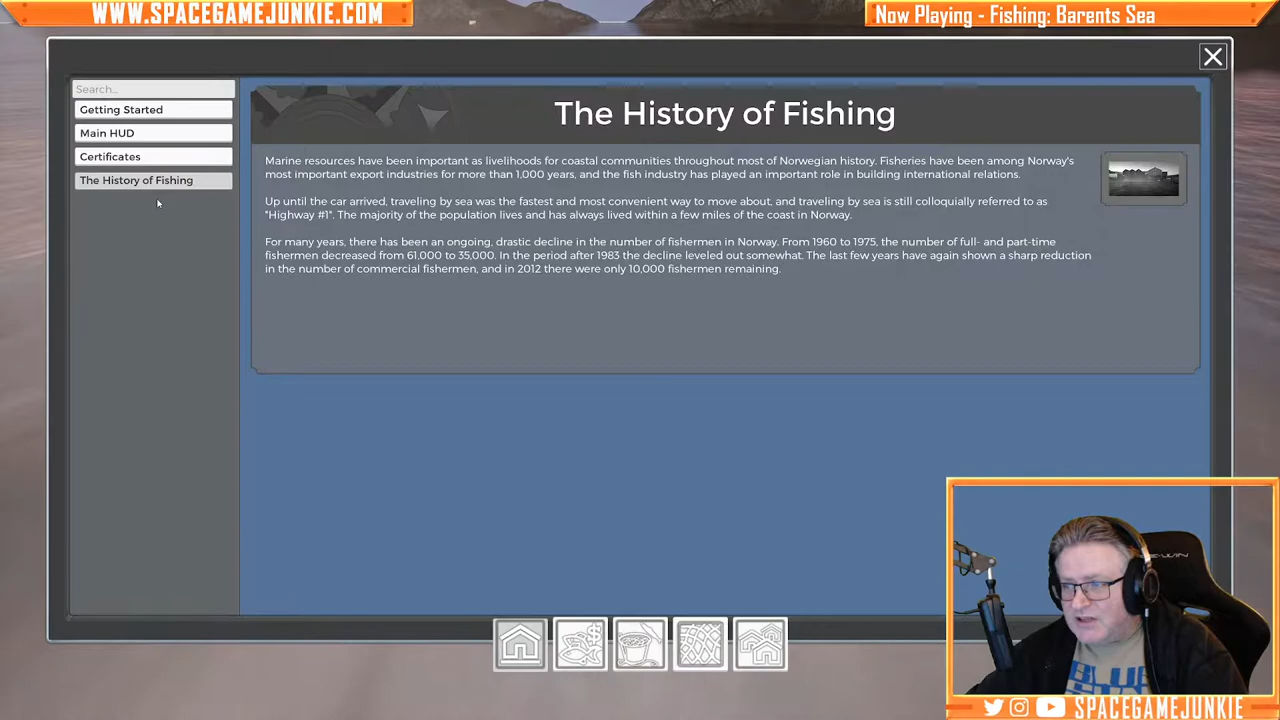 WWW.SPACEGAMEJUNKIE.COM
Now Playing - Fishing: Barents Sea
Search...
Getting Started
Main HUD
Certificates
The History of Fishing
The History of Fishing
Marine resources have been important as livelihoods for coastal communities throughout most of Norwegian history. Fisheries have been among Norway's
most important export industries for more than 1,000 years, and the fish industry has played an important role in building international relations.
Up until the car arrived, traveling by sea was the fastest and most convenient way to move about, and traveling by sea is still colloquially referred to as
"Highway #1". The majority of the population lives and has always lived within a few miles of the coast in Norway.
For many years, there has been an ongoing, drastic decline in the number of fishermen in Norway. From 1960 to 1975, the number of full- and part-time
fishermen decreased from 61,000 to 35,000. In the period after 1983 the decline leveled out somewhat. The last few years have again shown a sharp reduction
in the number of commercial fishermen, and in 2012 there were only 10,000 fishermen remaining.
BLUE
SPACEGAMEJUNKIE